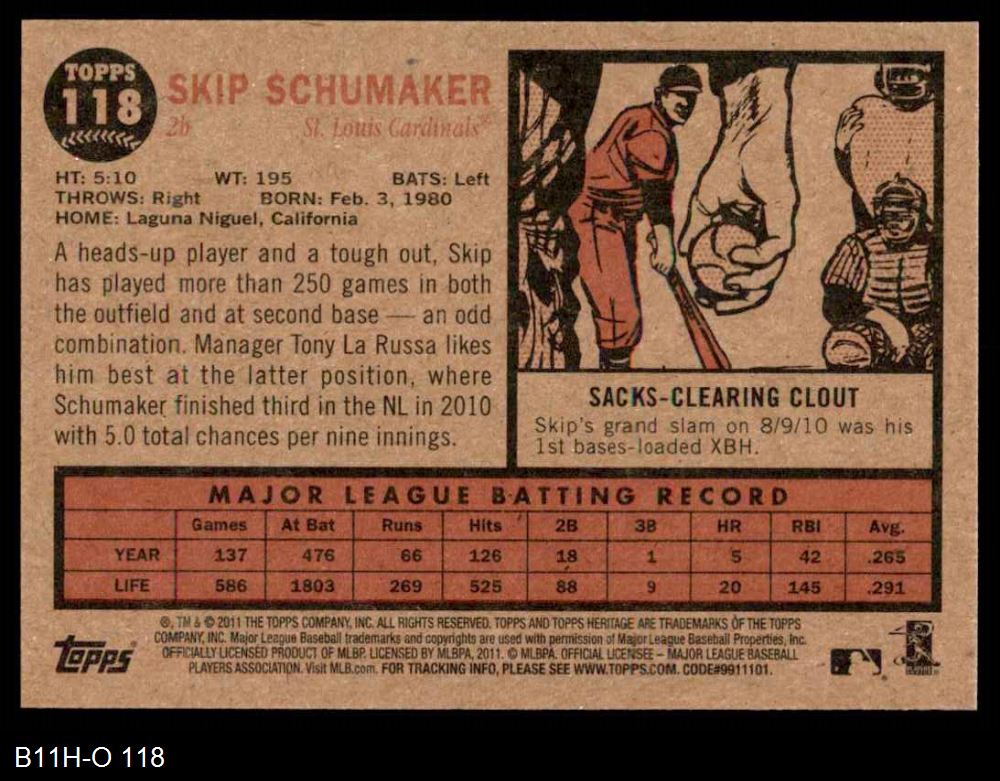 TOPPS
118
SKIP SCHUMAKER
2b St. Louis Cardinals®
HT: 5:10 WT: 195 BATS: Left
THROWS: Right BORN: Feb. 3, 1980
HOME: Laguna Niguel, California
A heads-up player and a tough out, Skip
has played more than 250 games in both
the outfield and at second base — an odd
combination. Manager Tony La Russa likes
him best at the latter position, where
Schumaker finished third in the NL in 2010
with 5.0 total chances per nine innings.
SACKS-CLEARING CLOUT
Skip's grand slam on 8/9/10 was his
1st bases-loaded XBH.
MAJOR LEAGUE BATTING RECORD
Games At Bat Runs Hits 2B 3B HR RBI Avg.
YEAR 137 476 66 126 18 1 5 42 .265
LIFE 586 1803 269 525 88 9 20 145 .291
®, TM & © 2011 THE TOPPS COMPANY, INC. ALL RIGHTS RESERVED. TOPPS AND TOPPS HERITAGE ARE TRADEMARKS OF THE TOPPS
COMPANY, INC. Major League Baseball trademarks and copyrights are used with permission of Major League Baseball Properties, Inc.
OFFICIALLY LICENSED PRODUCT OF MLBP. LICENSED BY MLBPA, 2011. © MLBPA. OFFICIAL LICENSEE – MAJOR LEAGUE BASEBALL
PLAYERS ASSOCIATION. Visit MLB.com. FOR TRACKING INFO, PLEASE SEE WWW.TOPPS.COM. CODE#9911101.
topps
B11H-O 118